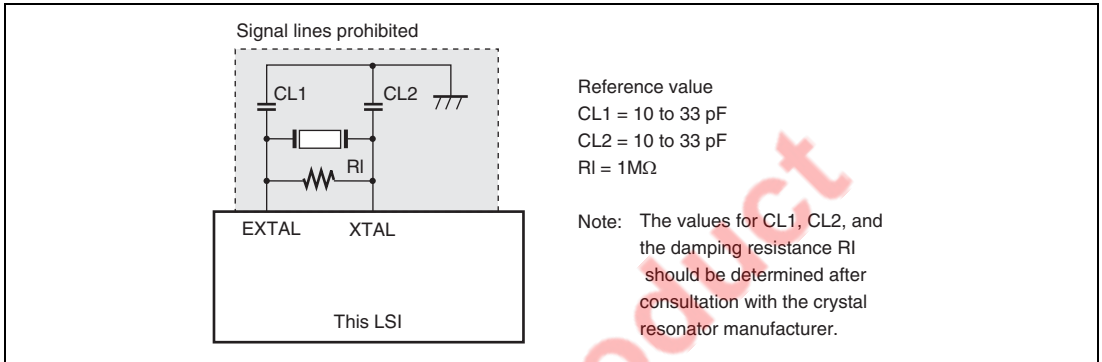 Signal lines prohibited
CL1
CL2
RI
EXTAL
XTAL
This LSI
Reference value
CL1 = 10 to 33 pF
CL2 = 10 to 33 pF
RI = 1MΩ
Note: The values for CL1, CL2, and
the damping resistance RI
should be determined after
consultation with the crystal
resonator manufacturer.
oduct